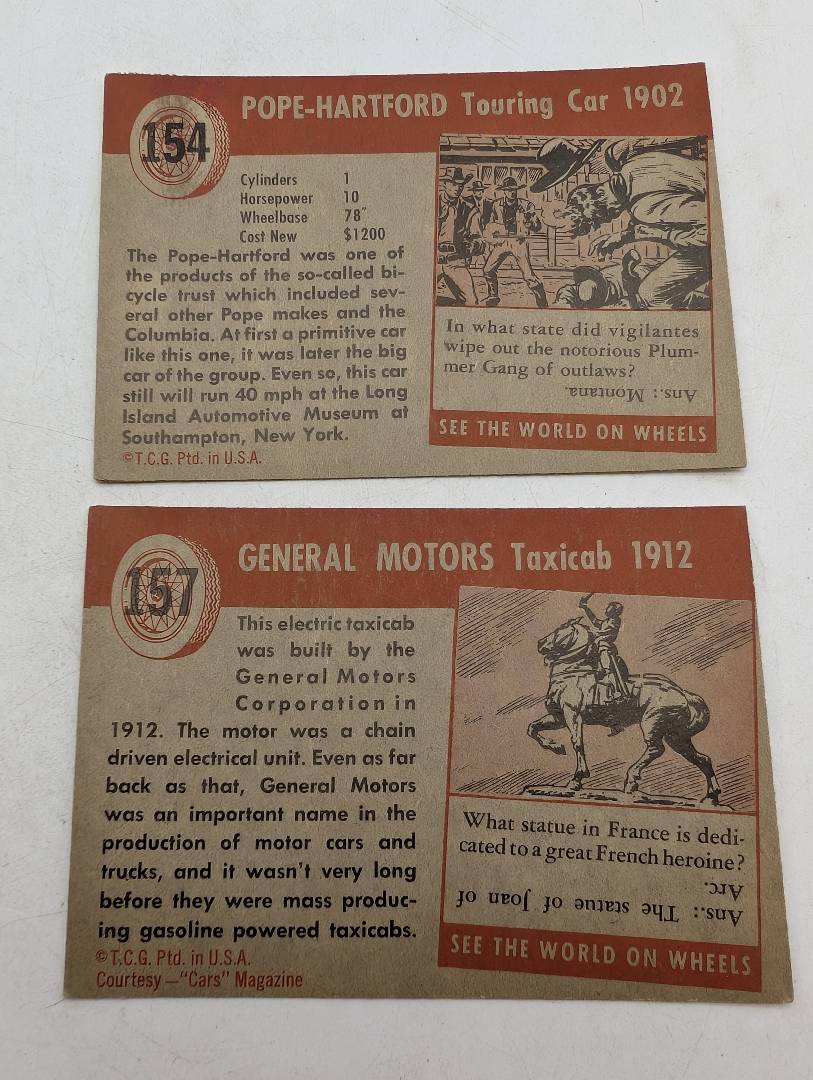 154
POPE-HARTFORD Touring Car 1902
Cylinders 1
Horsepower 10
Wheelbase 78"
Cost New $1200
The Pope-Hartford was one of
the products of the so-called bi-
cycle trust which included sev-
eral other Pope makes and the
Columbia. At first a primitive car
like this one, it was later the big
car of the group. Even so, this car
still will run 40 mph at the Long
Island Automotive Museum at
Southampton, New York.
©T.C.G. Ptd. in U.S.A.
In what state did vigilantes
wipe out the notorious Plum-
mer Gang of outlaws?
Ans.: Montana.
SEE THE WORLD ON WHEELS
157
GENERAL MOTORS Taxicab 1912
This electric taxicab
was built by the
General Motors
Corporation in
1912. The motor was a chain
driven electrical unit. Even as far
back as that, General Motors
was an important name in the
production of motor cars and
trucks, and it wasn't very long
before they were mass produc-
ing gasoline powered taxicabs.
©T.C.G. Ptd. in U.S.A.
Courtesy—"Cars" Magazine
What statue in France is dedi-
cated to a great French heroine?
Ans.: The statue of Joan of
Arc.
SEE THE WORLD ON WHEELS